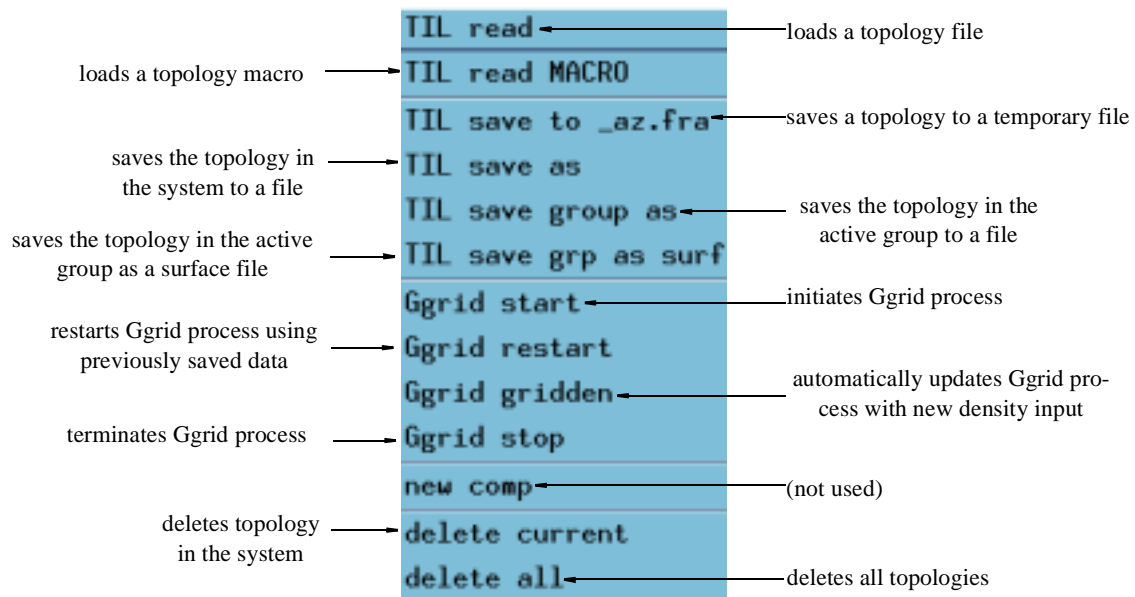 TIL read
loads a topology file
loads a topology macro
TIL read MACRO
TIL save to _az.fra
saves a topology to a temporary file
saves the topology in
the system to a file
TIL save as
TIL save group as
saves the topology in the
active group to a file
saves the topology in the active
group as a surface file
TIL save grp as surf
Ggrid start
initiates Ggrid process
restarts Ggrid process using
previously saved data
Ggrid restart
Ggrid gridden
automatically updates Ggrid pro-
cess with new density input
terminates Ggrid process
Ggrid stop
new comp
(not used)
deletes topology
in the system
delete current
delete all
deletes all topologies